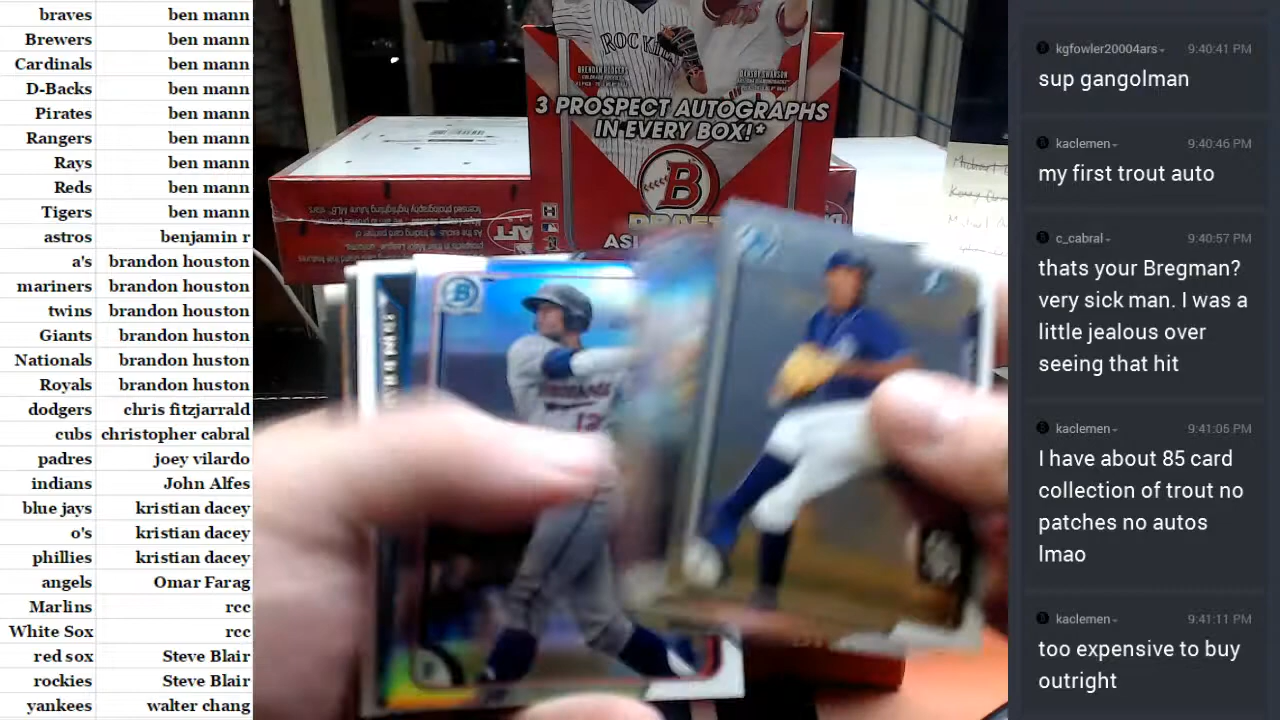 braves ben mann
Brewers ben mann
Cardinals ben mann
D-Backs ben mann
Pirates ben mann
Rangers ben mann
Rays ben mann
Reds ben mann
Tigers ben mann
astros benjamin r
a's brandon houston
mariners brandon houston
twins brandon houston
Giants brandon huston
Nationals brandon huston
Royals brandon huston
dodgers chris fitzjarrald
cubs christopher cabral
padres joey vilardo
indians John Alfes
blue jays kristian dacey
o's kristian dacey
phillies kristian dacey
angels Omar Farag
Marlins rcc
White Sox rcc
red sox Steve Blair
rockies Steve Blair
yankees walter chang
BRENDAN RODGERS
DANSBY SWANSON
3 PROSPECT AUTOGRAPHS
IN EVERY BOX!*
B
B
12
kgfowler20004ars 9:40:41 PM
sup gangolman
kaclemen 9:40:46 PM
my first trout auto
c_cabral 9:40:57 PM
thats your Bregman?
very sick man. I was a
little jealous over
seeing that hit
kaclemen 9:41:05 PM
I have about 85 card
collection of trout no
patches no autos
lmao
kaclemen 9:41:11 PM
too expensive to buy
outright